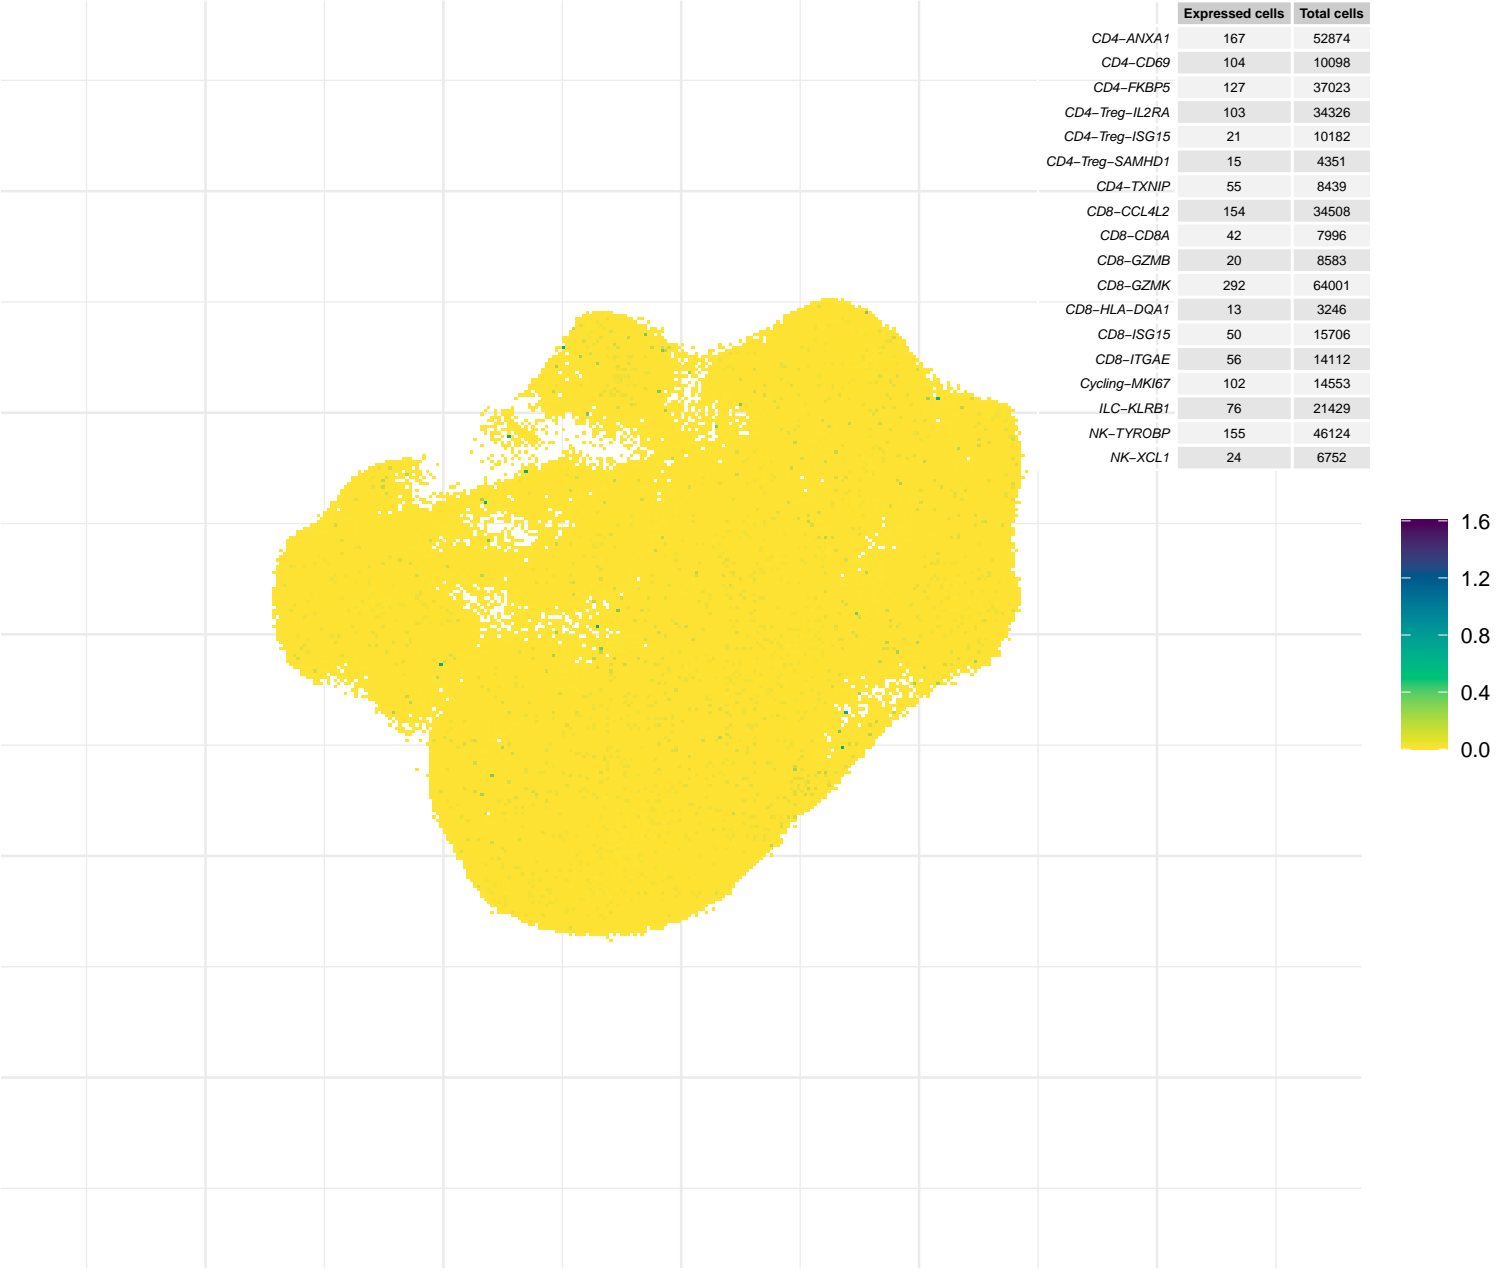 Expressed cells Total cells
CD4−ANXA1 167 52874
CD4−CD69 104 10098
CD4−FKBP5 127 37023
CD4−Treg−IL2RA 103 34326
CD4−Treg−ISG15 21 10182
CD4−Treg−SAMHD1 15 4351
CD4−TXNIP 55 8439
CD8−CCL4L2 154 34508
CD8−CD8A 42 7996
CD8−GZMB 20 8583
CD8−GZMK 292 64001
CD8−HLA−DQA1 13 3246
CD8−ISG15 50 15706
CD8−ITGAE 56 14112
Cycling−MKI67 102 14553
ILC−KLRB1 76 21429
NK−TYROBP 155 46124
NK−XCL1 24 6752
1.6
1.2
0.8
0.4
0.0